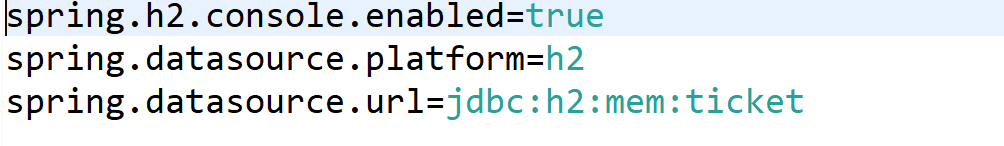 spring.h2.console.enabled=true
spring.datasource.platform=h2
spring.datasource.url=jdbc:h2:mem:ticket